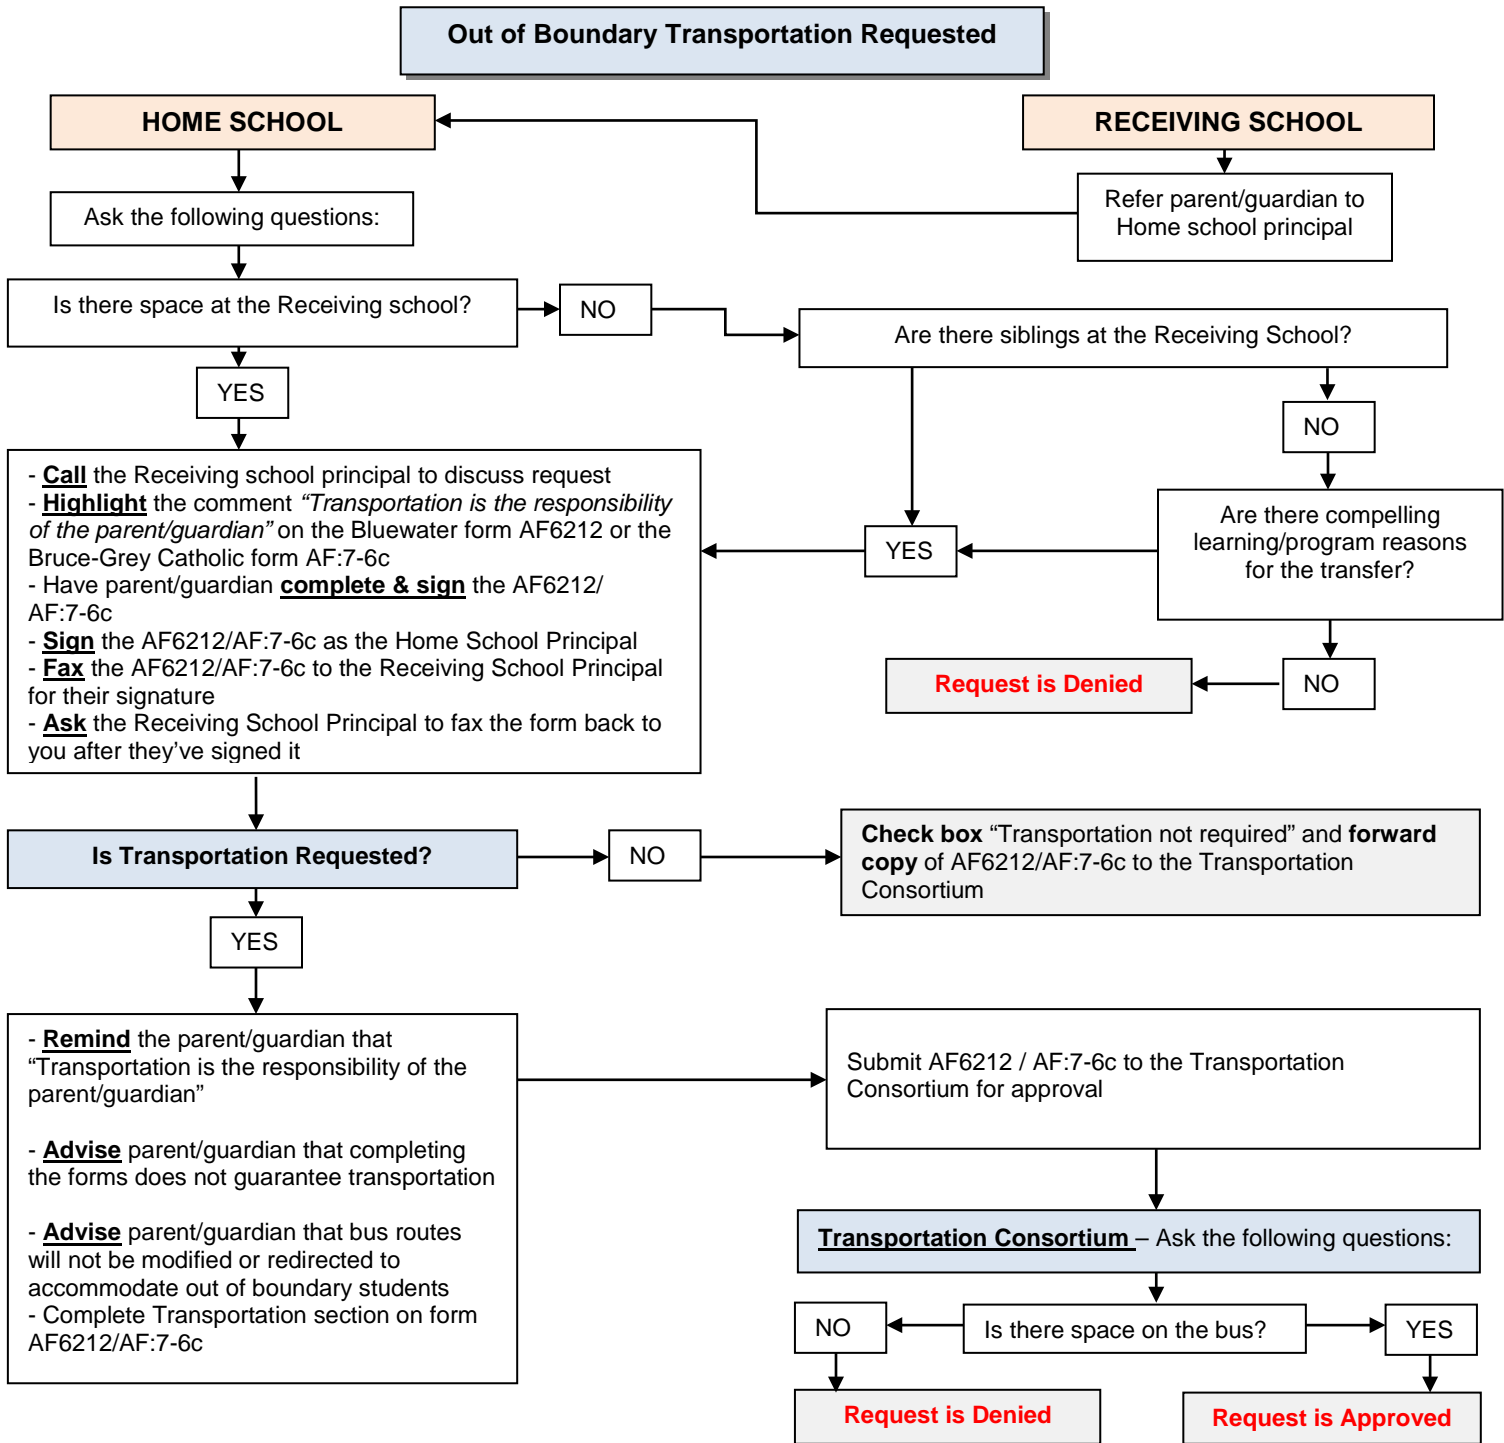 Out of Boundary Transportation Requested
HOME SCHOOL
RECEIVING SCHOOL
Ask the following questions:
Refer parent/guardian to
Home school principal
Is there space at the Receiving school?
NO
Are there siblings at the Receiving School?
YES
NO
- Call the Receiving school principal to discuss request
- Highlight the comment “Transportation is the responsibility
of the parent/guardian” on the Bluewater form AF6212 or the
Bruce-Grey Catholic form AF:7-6c
- Have parent/guardian complete & sign the AF6212/
AF:7-6c
- Sign the AF6212/AF:7-6c as the Home School Principal
- Fax the AF6212/AF:7-6c to the Receiving School Principal
for their signature
- Ask the Receiving School Principal to fax the form back to
you after they’ve signed it
YES
Are there compelling
learning/program reasons
for the transfer?
Request is Denied
NO
Is Transportation Requested?
NO
Check box “Transportation not required” and forward
copy of AF6212/AF:7-6c to the Transportation
Consortium
YES
- Remind the parent/guardian that
“Transportation is the responsibility of the
parent/guardian”
- Advise parent/guardian that completing
the forms does not guarantee transportation
- Advise parent/guardian that bus routes
will not be modified or redirected to
accommodate out of boundary students
- Complete Transportation section on form
AF6212/AF:7-6c
Submit AF6212 / AF:7-6c to the Transportation
Consortium for approval
Transportation Consortium – Ask the following questions:
NO
Is there space on the bus?
YES
Request is Denied
Request is Approved